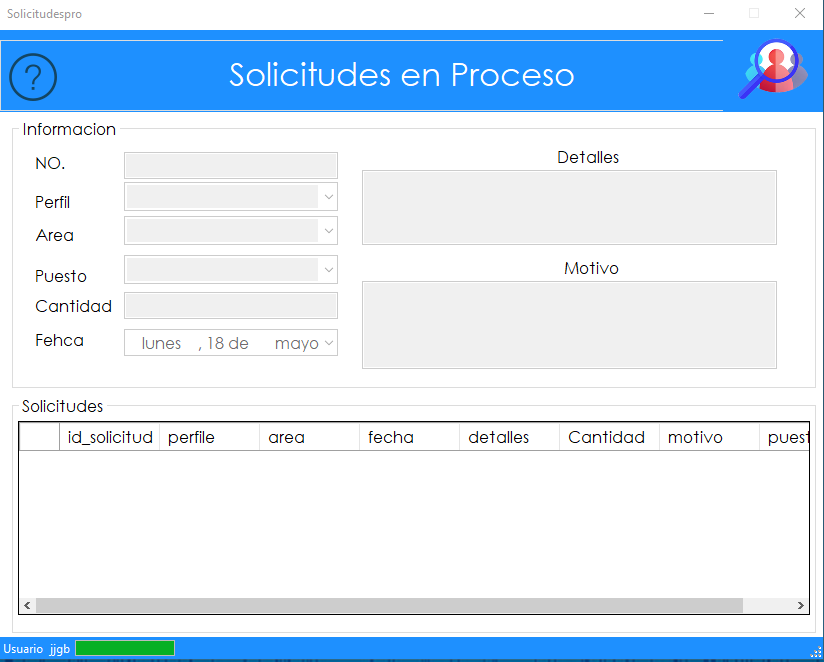 Solicitudespro
?
Solicitudes en Proceso
Informacion
NO.
Perfil
Area
Puesto
Cantidad
Fehca
lunes , 18 de mayo
Detalles
Motivo
Solicitudes
id_solicitud perfile area fecha detalles Cantidad motivo puest
Usuario jjgb